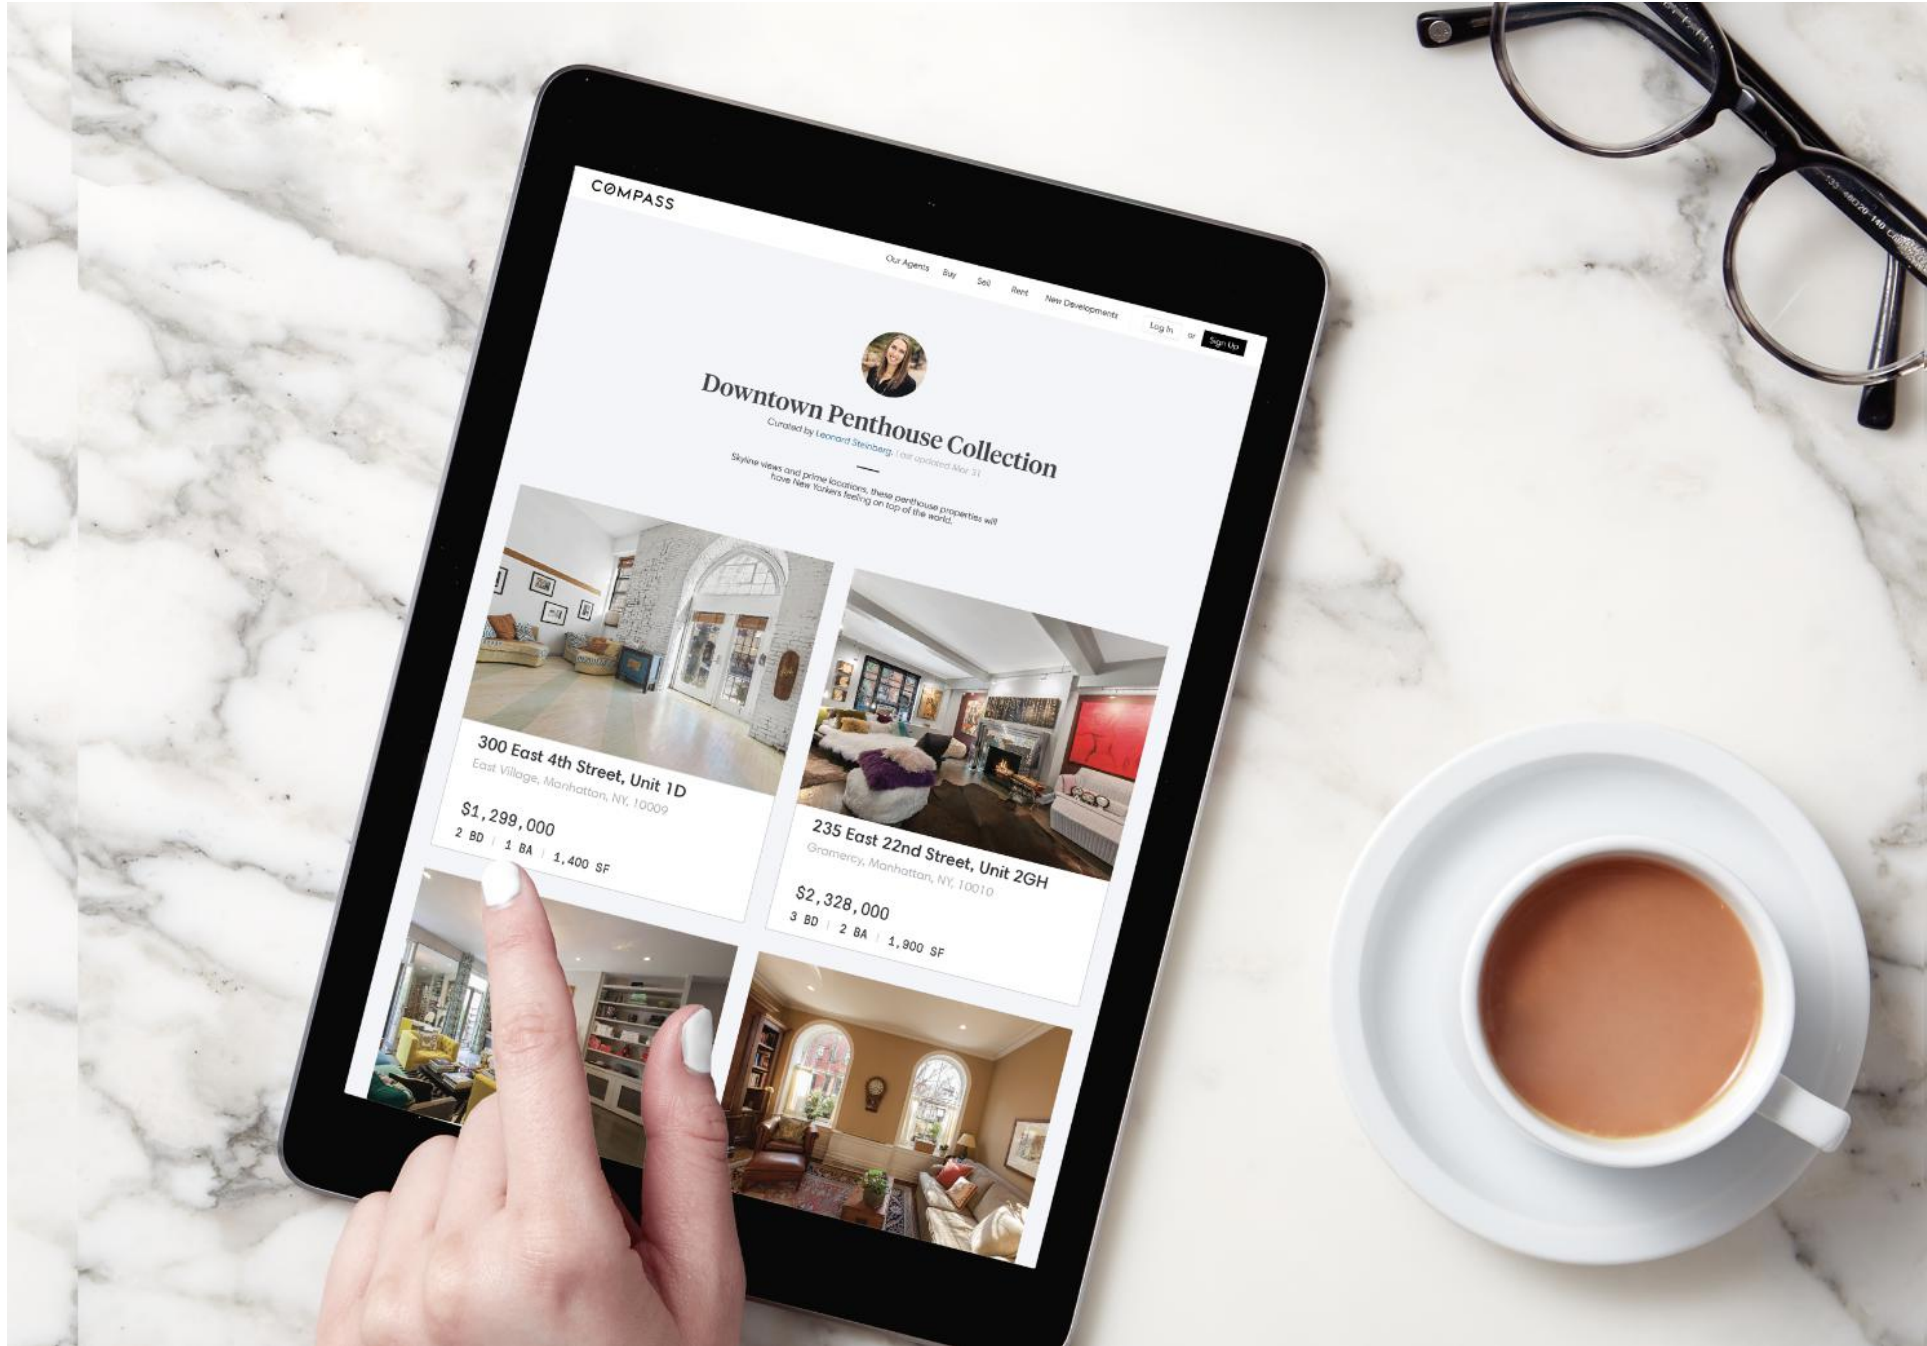 COMPASS
Our Agents Buy Sell Rent New Developments Log In or Sign Up
Downtown Penthouse Collection
Curated by Leonard Steinberg. Last updated Mar 31
Skyline views and prime locations, these penthouse properties will
have New Yorkers feeling on top of the world.
300 East 4th Street, Unit 1D
East Village, Manhattan, NY, 10009
$1,299,000
2 BD | 1 BA | 1,400 SF
235 East 22nd Street, Unit 2GH
Gramercy, Manhattan, NY, 10010
$2,328,000
3 BD | 2 BA | 1,900 SF